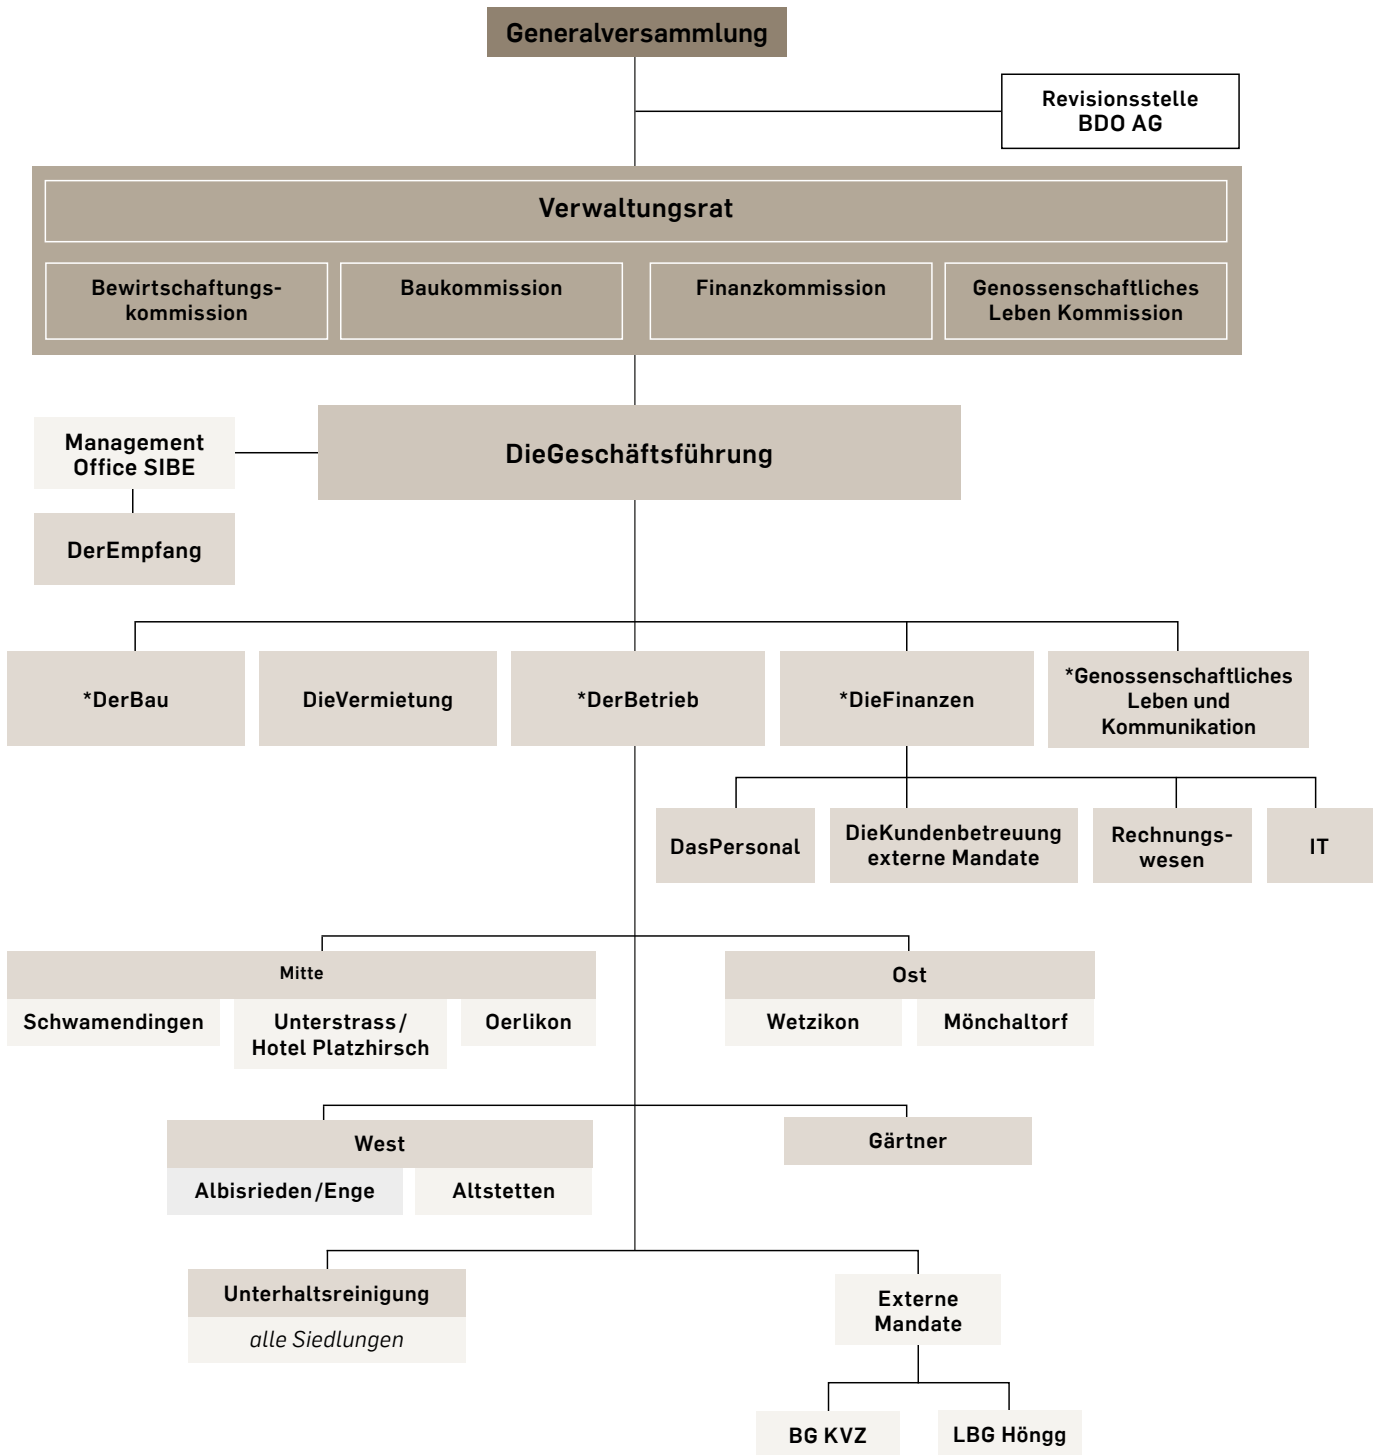 Generalversammlung
Revisionsstelle
BDO AG
Verwaltungsrat
Bewirtschaftungs-
kommission
Baukommission
Finanzkommission
Genossenschaftliches
Leben Kommission
Management
Office SIBE
DieGeschäftsführung
DerEmpfang
*DerBau
DieVermietung
*DerBetrieb
*DieFinanzen
*Genossenschaftliches
Leben und
Kommunikation
DasPersonal
DieKundenbetreuung
externe Mandate
Rechnungs-
wesen
IT
Mitte
Schwamendingen
Unterstrass/
Hotel Platzhirsch
Oerlikon
Ost
Wetzikon
Mönchaltorf
West
Albisrieden/Enge
Altstetten
Gärtner
Unterhaltsreinigung
alle Siedlungen
Externe
Mandate
BG KVZ
LBG Höngg